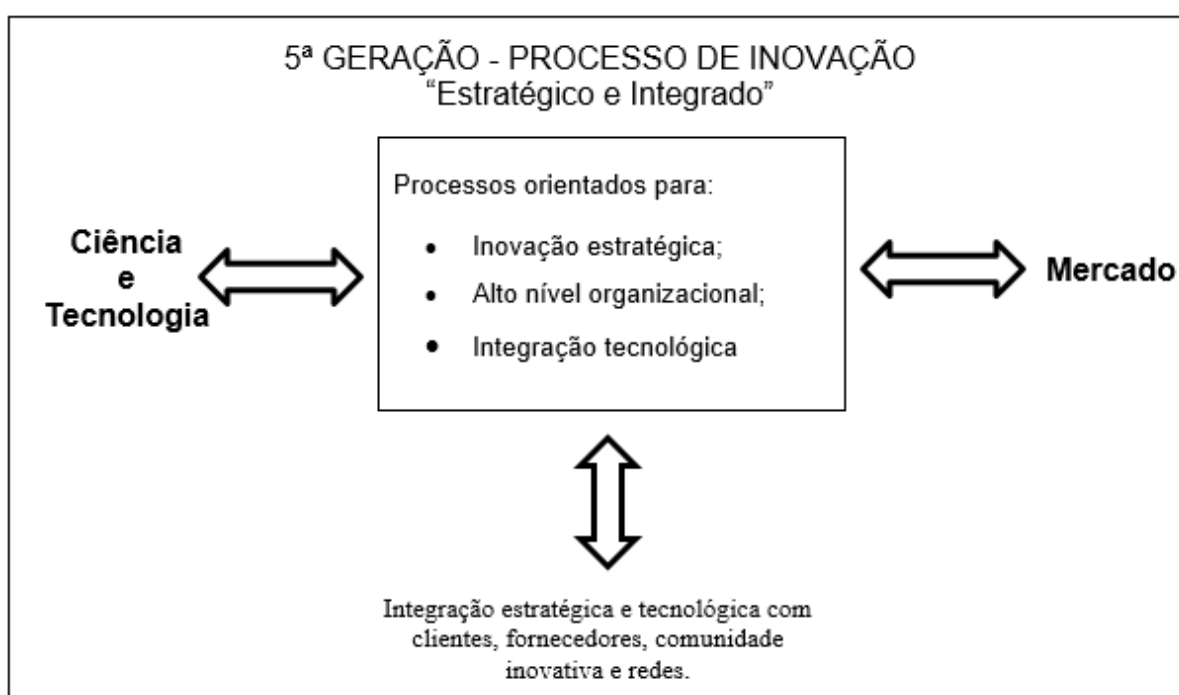 5ª GERAÇÃO - PROCESSO DE INOVAÇÃO
“Estratégico e Integrado”
Ciência
e
Tecnologia
Processos orientados para:
• Inovação estratégica;
• Alto nível organizacional;
• Integração tecnológica
Mercado
Integração estratégica e tecnológica com
clientes, fornecedores, comunidade
inovativa e redes.